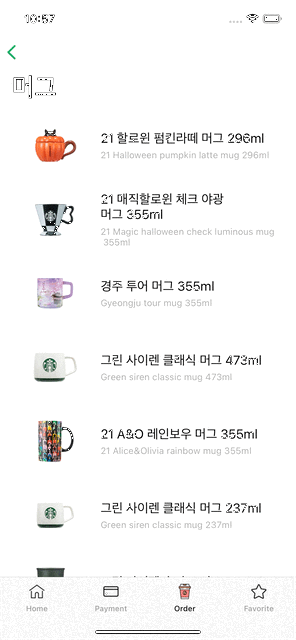 10:57
머그
21 할로윈 펌킨라떼 머그 296ml
21 Halloween pumpkin latte mug 296ml
21 매직할로윈 체크 야광
머그 355ml
21 Magic halloween check luminous mug
355ml
경주 투어 머그 355ml
Gyeongju tour mug 355ml
그린 사이렌 클래식 머그 473ml
Green siren classic mug 473ml
21 A&O 레인보우 머그 355ml
21 Alice&Olivia rainbow mug 355ml
그린 사이렌 클래식 머그 237ml
Green siren classic mug 237ml
Home
Payment
Order
Favorite